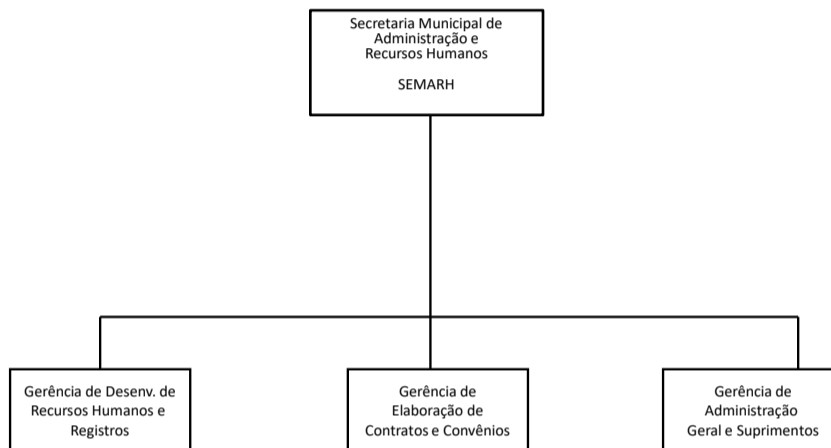 Secretaria Municipal de
Administração e
Recursos Humanos
SEMARH
Gerência de Desenv. de
Recursos Humanos e
Registros
Gerência de
Elaboração de
Contratos e Convênios
Gerência de
Administração
Geral e Suprimentos